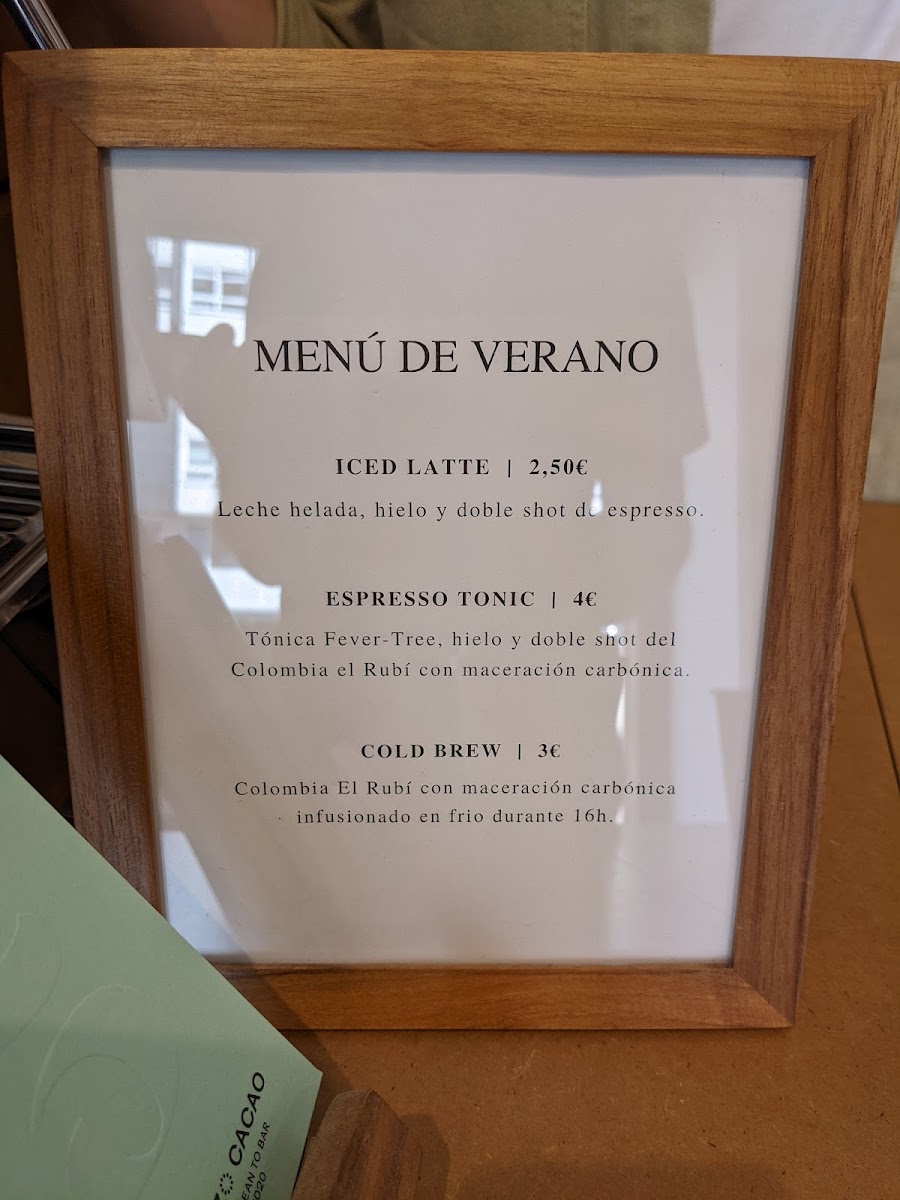 MENÚ DE VERANO
ICED LATTE | 2,50€
Leche helada, hielo y doble shot de espresso.
ESPRESSO TONIC | 4€
Tónica Fever-Tree, hielo y doble shot del
Colombia el Rubí con maceración carbónica.
COLD BREW | 3€
Colombia El Rubí con maceración carbónica
infusionado en frio durante 16h.
CACAO
TO BAR